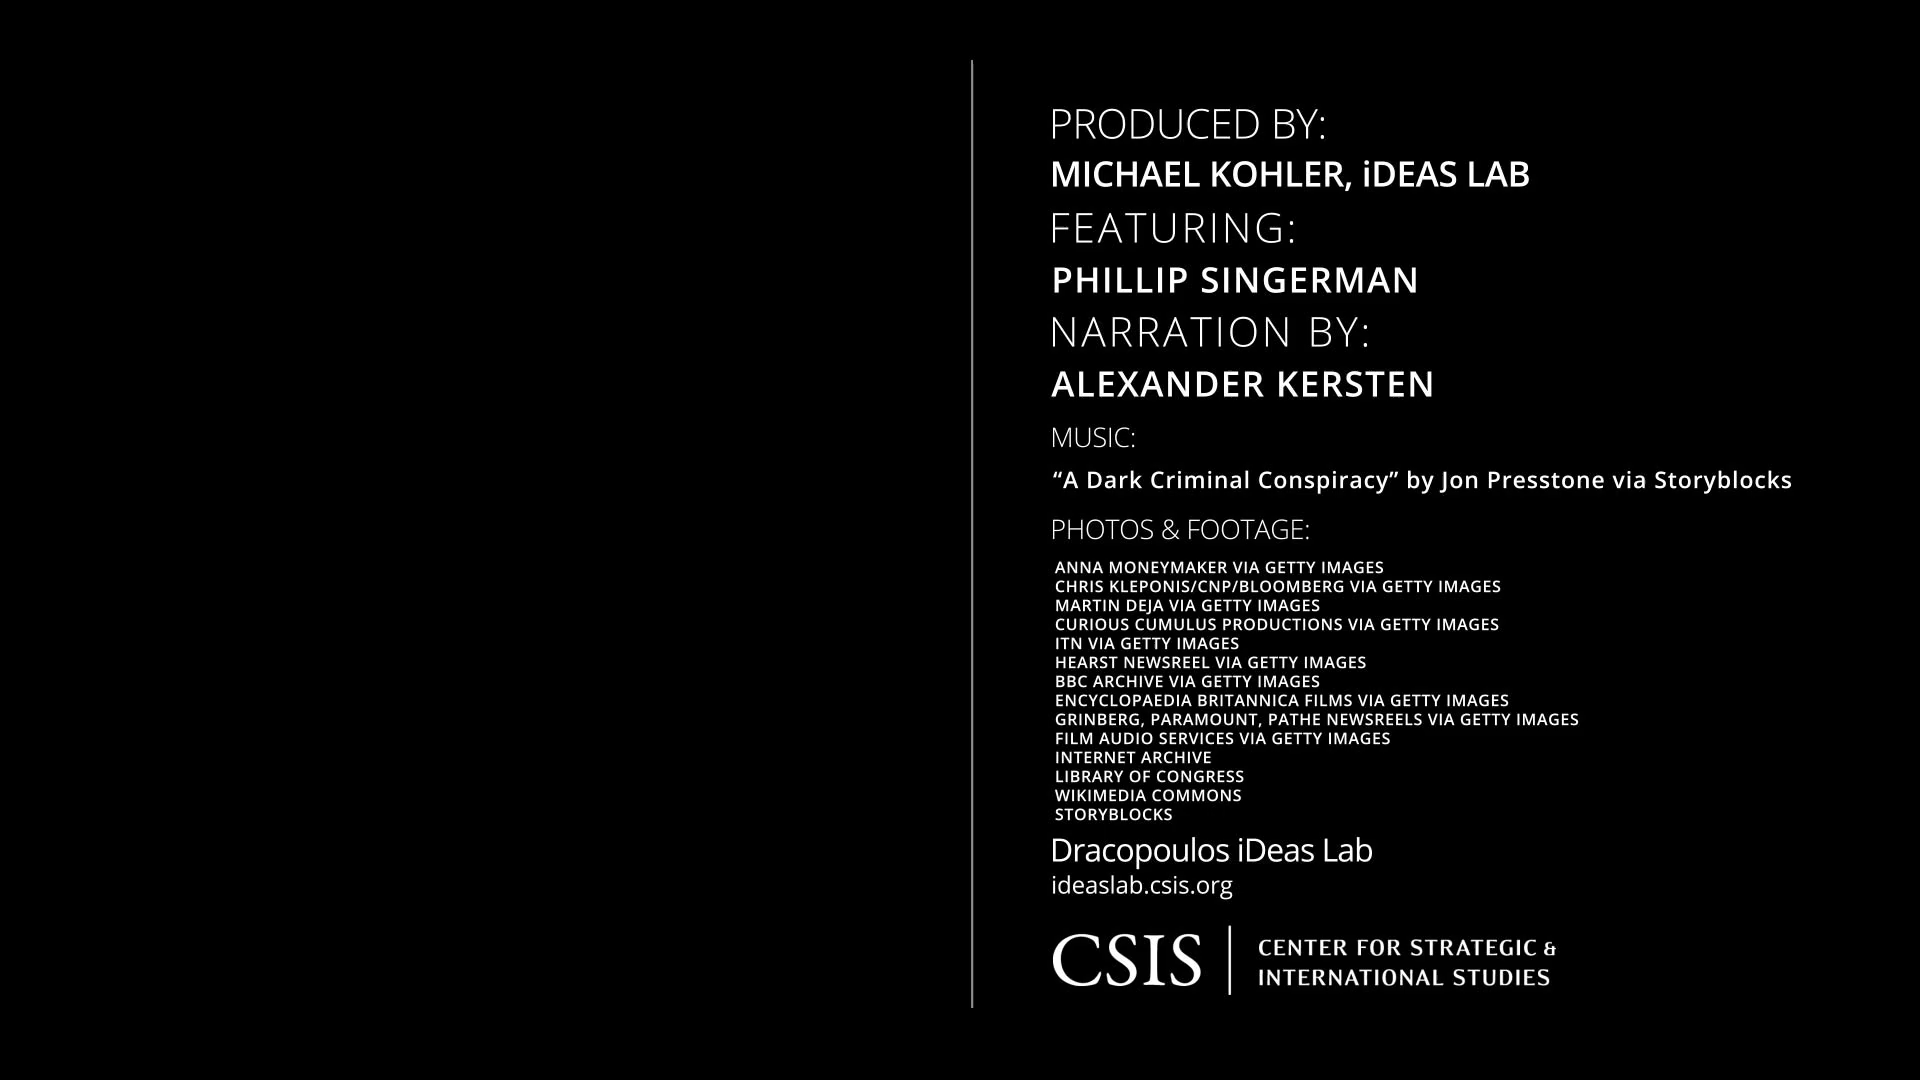 PRODUCED BY:
MICHAEL KOHLER, iDEAS LAB
FEATURING:
PHILLIP SINGERMAN
NARRATION BY:
ALEXANDER KERSTEN
MUSIC:
“A Dark Criminal Conspiracy” by Jon Presstone via Storyblocks
PHOTOS & FOOTAGE:
ANNA MONEYMAKER VIA GETTY IMAGES
CHRIS KLEPONIS/CNP/BLOOMBERG VIA GETTY IMAGES
MARTIN DEJA VIA GETTY IMAGES
CURIOUS CUMULUS PRODUCTIONS VIA GETTY IMAGES
ITN VIA GETTY IMAGES
HEARST NEWSREEL VIA GETTY IMAGES
BBC ARCHIVE VIA GETTY IMAGES
ENCYCLOPAEDIA BRITANNICA FILMS VIA GETTY IMAGES
GRINBERG, PARAMOUNT, PATHE NEWSREELS VIA GETTY IMAGES
FILM AUDIO SERVICES VIA GETTY IMAGES
INTERNET ARCHIVE
LIBRARY OF CONGRESS
WIKIMEDIA COMMONS
STORYBLOCKS
Dracopoulos iDeas Lab
ideaslab.csis.org
CSIS
CENTER FOR STRATEGIC &
INTERNATIONAL STUDIES